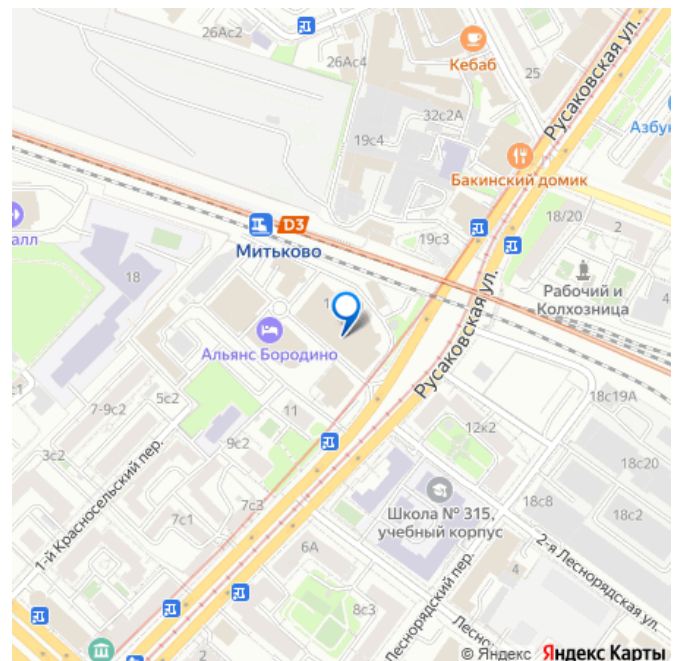 26Ас2
26Ас4
Кебаб
25
Русаковская ул.
32с2А
19с4
Азбу
Бакинский домик
D3
Митьково
алл
18
19с3
18/20
2
Рабочий и
Колхозница
4
Русаковская ул.
Альянс Бородино
с1
5с2
7-9с2
11
9с2
3с2
1-й Красносельский пер.
7с1
7с3
6А
12к2
18с19А
18с20
18с8
18с2
Школа № 315,
учебный корпус
2-я Леснорядская ул.
4
8с3
Леснорядский пер.
Лесно
© Яндекс Яндекс Карты